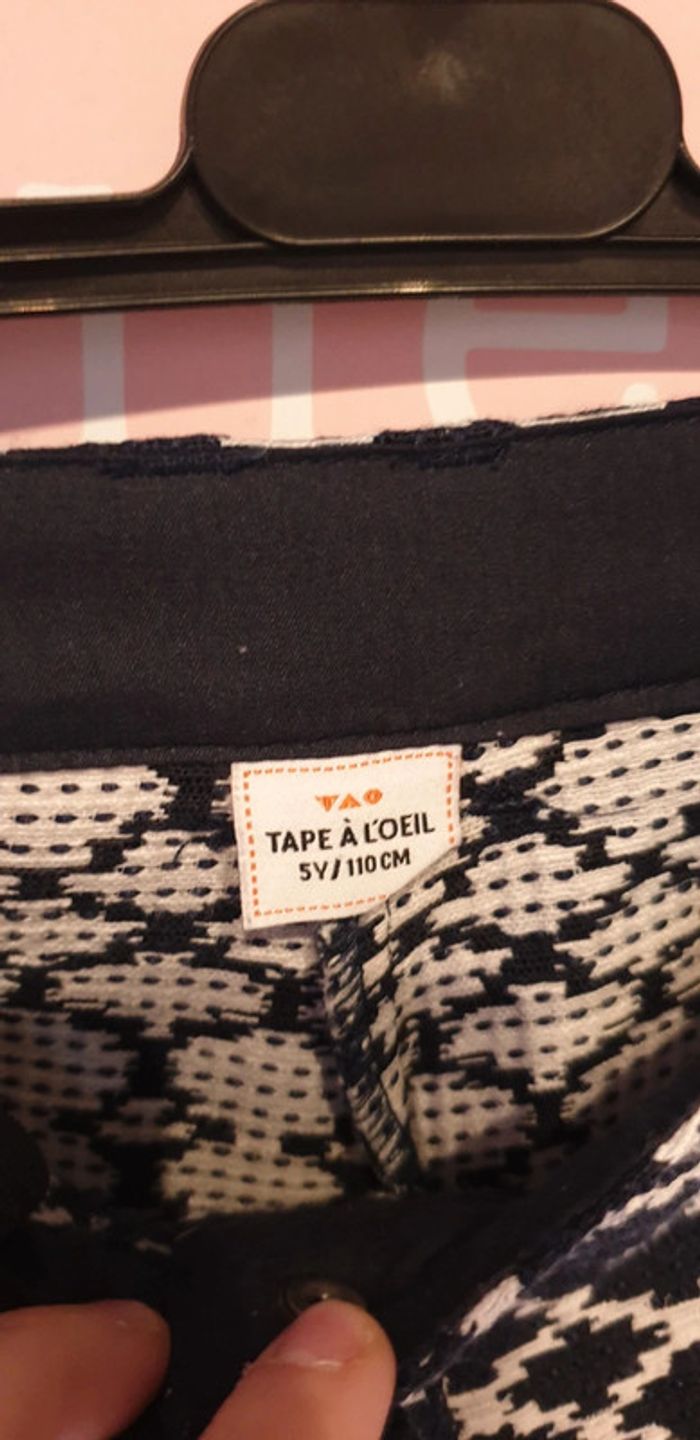 TAO
TAPE À L'OEIL
5Y/110CM